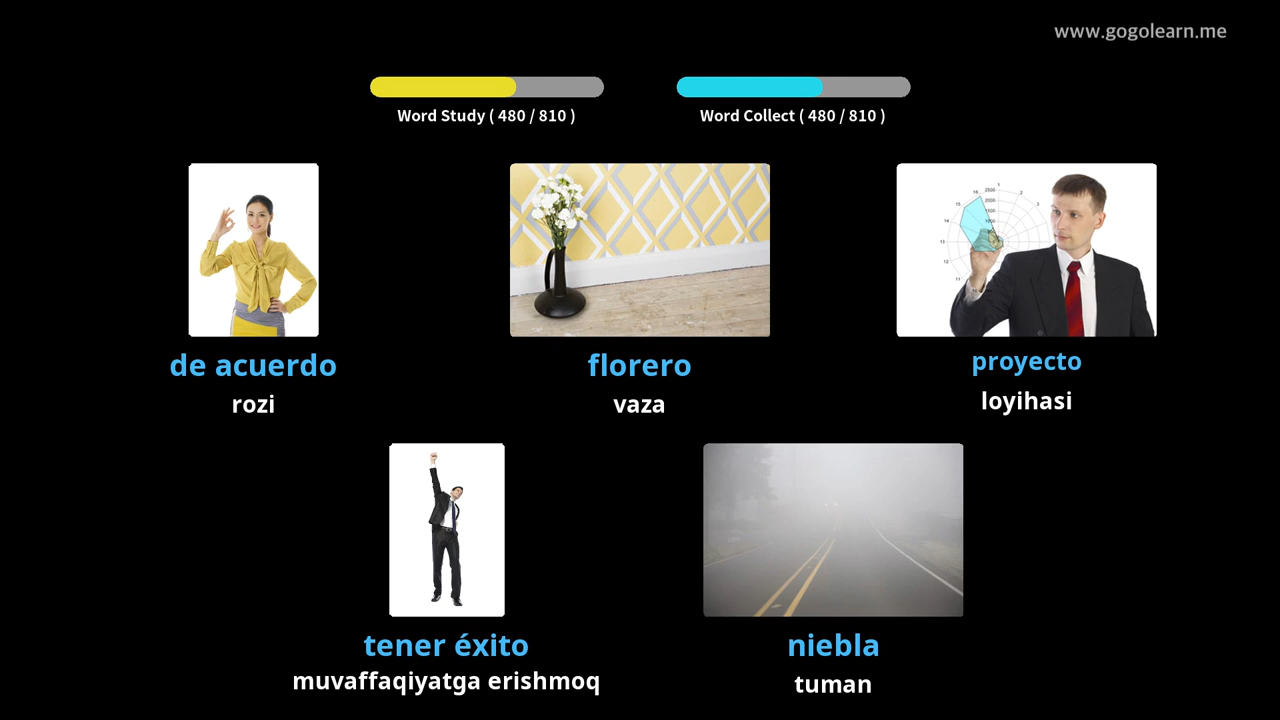 www.gogolearn.me
Word Study ( 480 / 810 )
Word Collect ( 480 / 810 )
de acuerdo
rozi
florero
vaza
proyecto
loyihasi
tener éxito
muvaffaqiyatga erishmoq
niebla
tuman